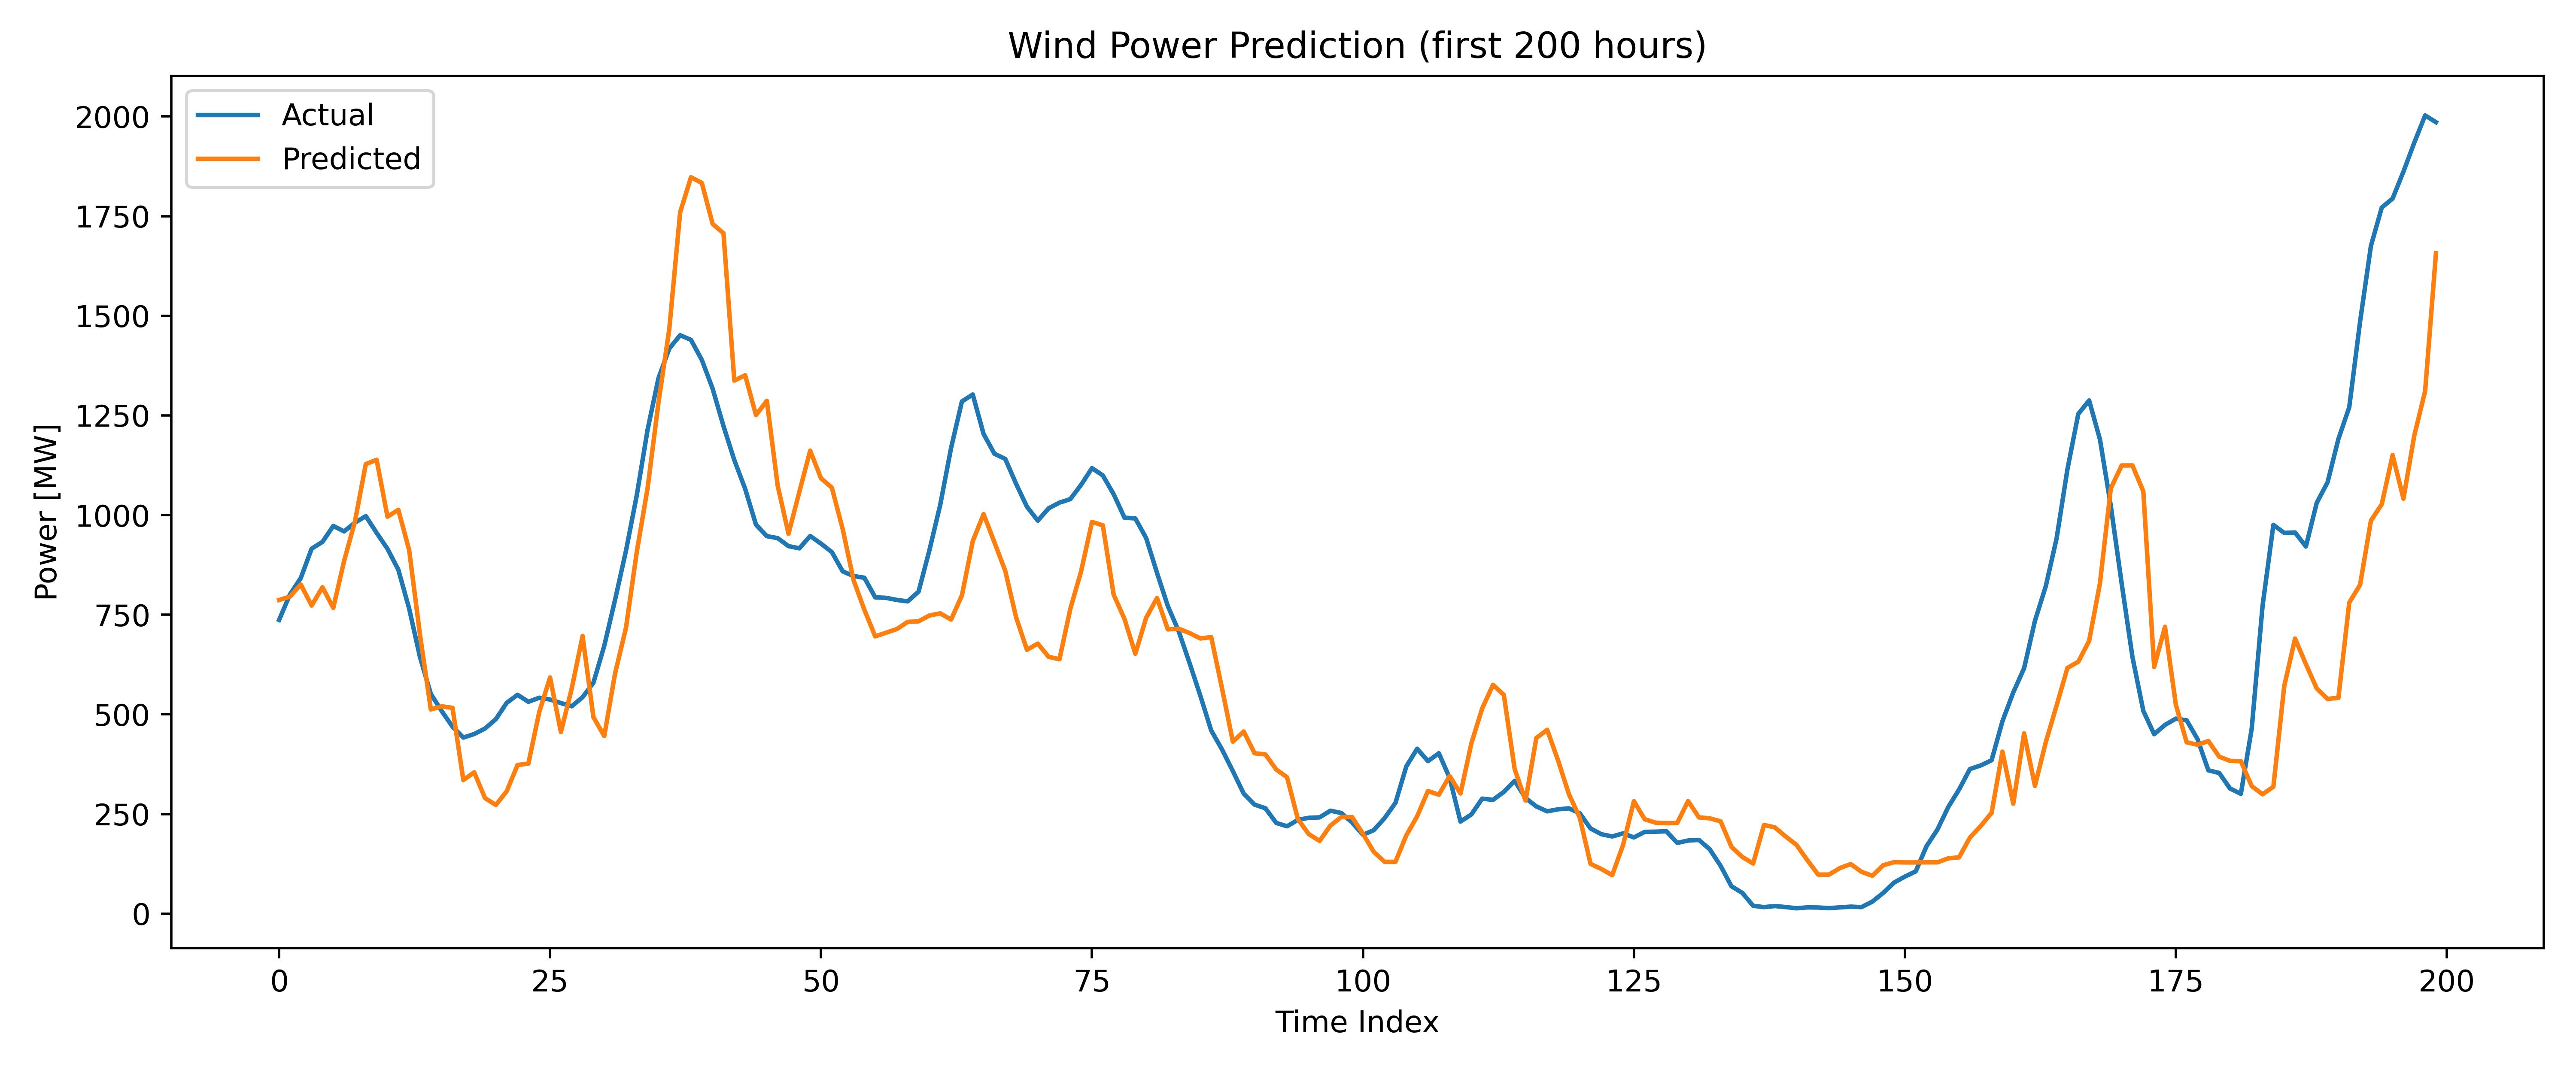 Wind Power Prediction (first 200 hours)
Actual
Predicted
2000
1750
1500
1250
1000
750
500
250
0
Power [MW]
0 25 50 75 100 125 150 175 200
Time Index